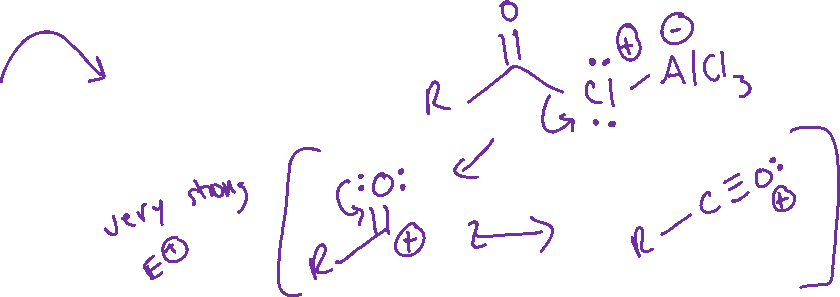 O
R Cl AlCl3
very strong
E+
R O
R-C≡O